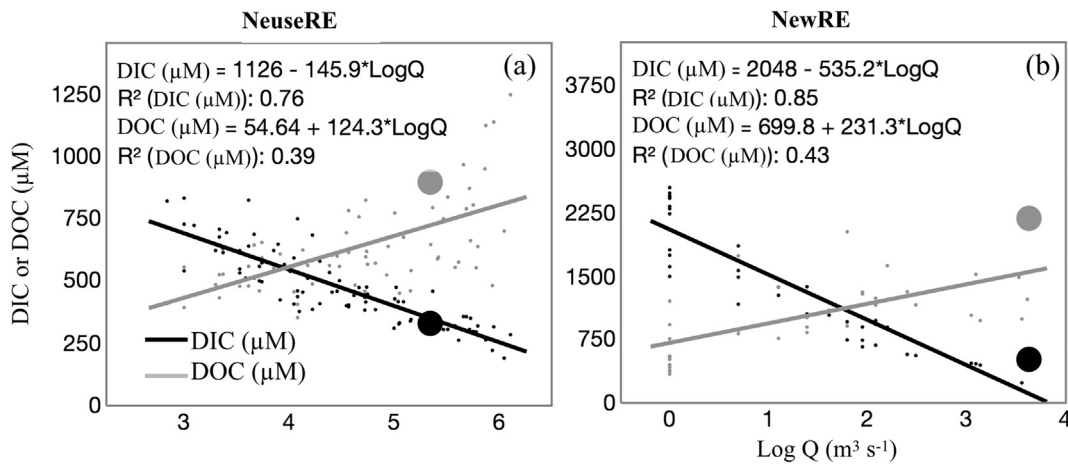 NeuseRE
NewRE
(a)
DIC (µM) = 1126 - 145.9*LogQ
R² (DIC (µM)): 0.76
DOC (µM) = 54.64 + 124.3*LogQ
R² (DOC (µM)): 0.39
(b)
DIC (µM) = 2048 - 535.2*LogQ
R² (DIC (µM)): 0.85
DOC (µM) = 699.8 + 231.3*LogQ
R² (DOC (µM)): 0.43
DIC or DOC (µM)
1250
1000
750
500
250
0
3750
3000
2250
1500
750
0
DIC (µM)
DOC (µM)
3 4 5 6
0 1 2 3 4
Log Q (m³ s⁻¹)